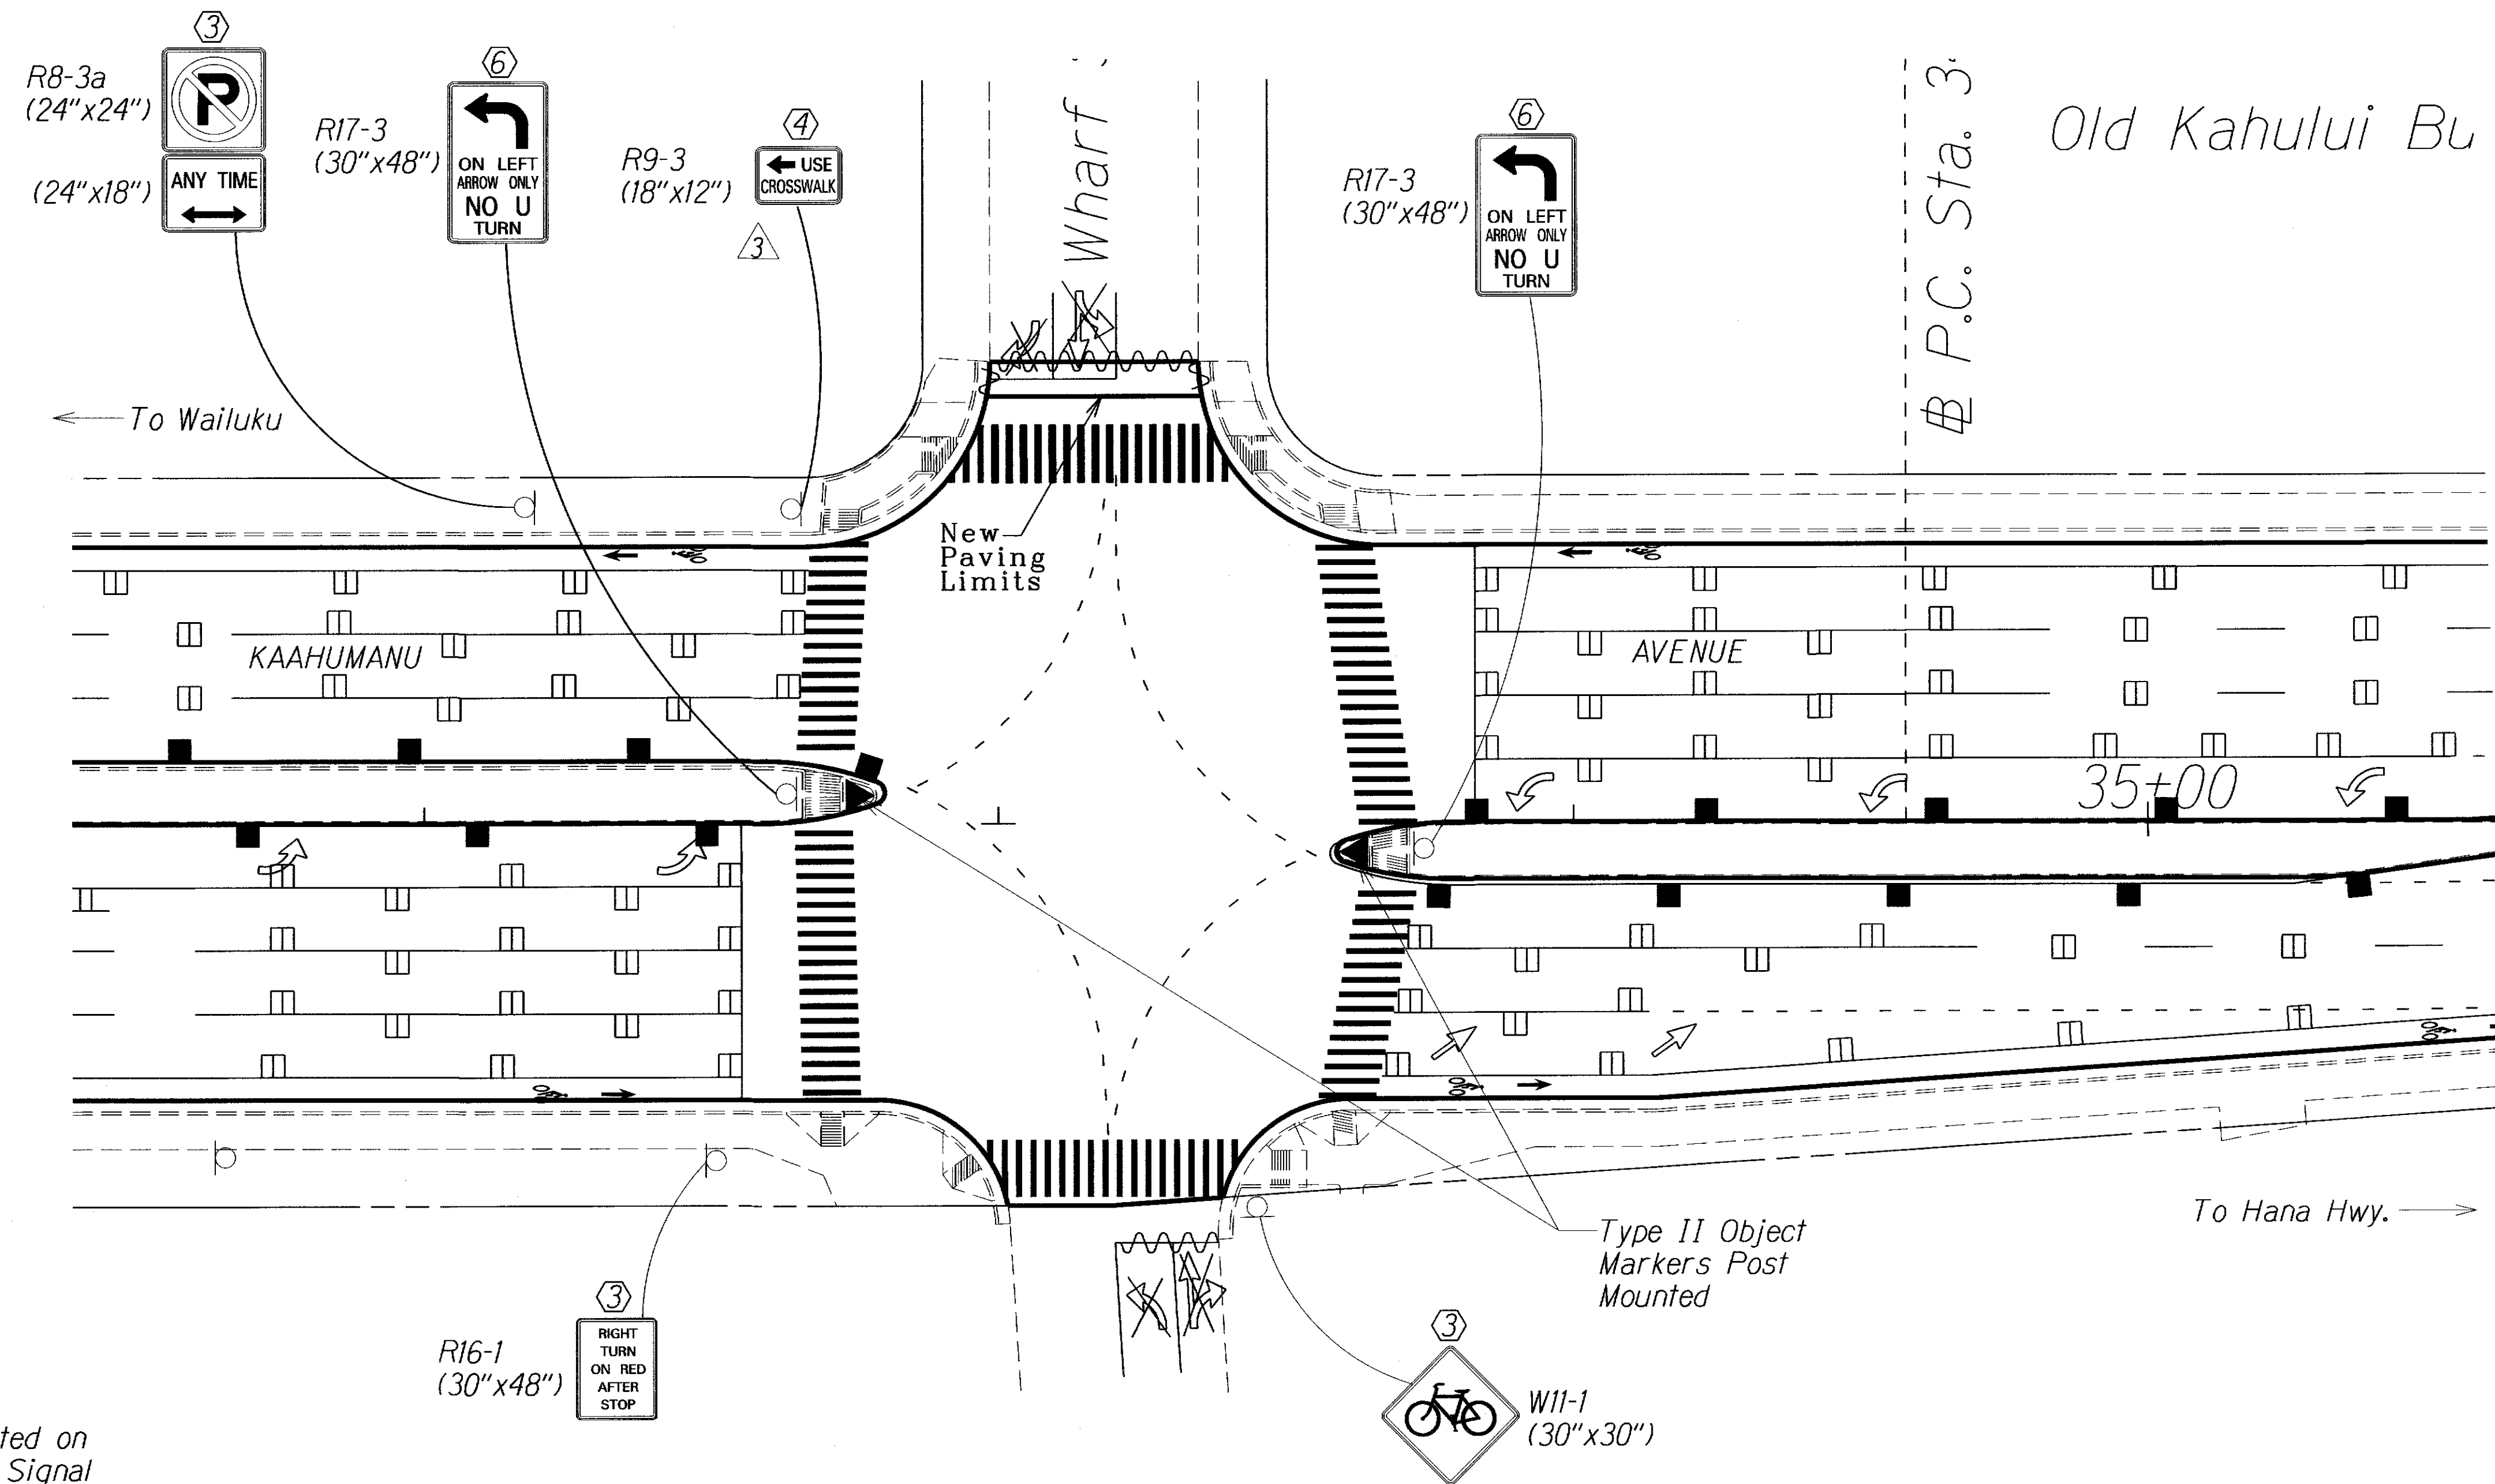 3
R8-3a
(24"x24")
P
(24"x18")
ANY TIME
6
R17-3
(30"x48")
ON LEFT
ARROW ONLY
NO U
TURN
4
R9-3
(18"x12")
USE
CROSSWALK
3
Wharf
6
R17-3
(30"x48")
ON LEFT
ARROW ONLY
NO U
TURN
P.C. Sta. 3
Old Kahului Bu
To Wailuku
New
Paving
Limits
KAAHUMANU
AVENUE
35+00
To Hana Hwy.
Type II Object
Markers Post
Mounted
3
R16-1
(30"x48")
RIGHT
TURN
ON RED
AFTER
STOP
3
W11-1
(30"x30")
ted on
Signal